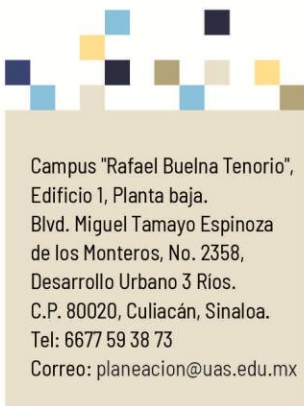 Campus "Rafael Buelna Tenorio",
Edificio 1, Planta baja.
Blvd. Miguel Tamayo Espinoza
de los Monteros, No. 2358,
Desarrollo Urbano 3 Ríos.
C.P. 80020, Culiacán, Sinaloa.
Tel: 6677 59 38 73
Correo: planeacion@uas.edu.mx